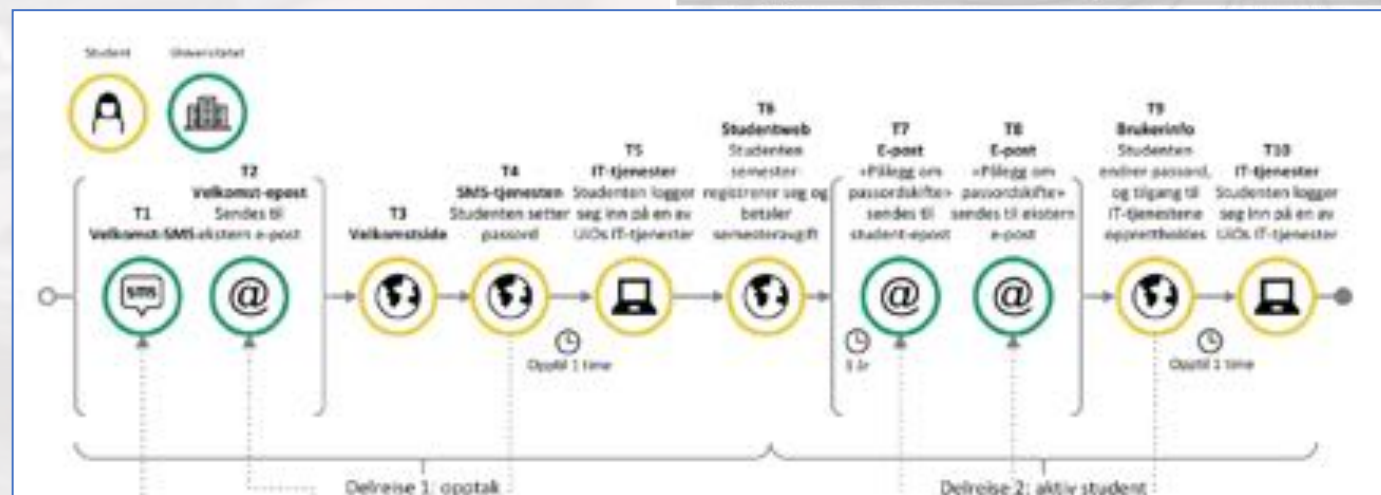 Student
Universitetet
T1
Velkomst-SMS
T2
Velkomst-epost
Sendes til
ekstern e-post
T3
Velkomstside
T4
SMS-tjenesten
Studenten setter
passord
T5
IT-tjenester
Studenten logger
seg inn på en av
UiOs IT-tjenester
T6
Studentweb
Studenten
semester-
registrerer seg og
betaler
semesteravgift
T7
E-post
«Pålegg om
passordskifte»
sendes til
student-epost
T8
E-post
«Pålegg om
passordskifte»
sendes til ekstern
e-post
T9
Brukerinfo
Studenten
endrer passord,
og tilgang til
IT-tjenestene
opprettholdes
T10
IT-tjenester
Studenten logger
seg inn på en av
UiOs IT-tjenester
SMS
@
@
@
Opptil 1 time
1 år
Opptil 1 time
Delreise 1: opptak
Delreise 2: aktiv student